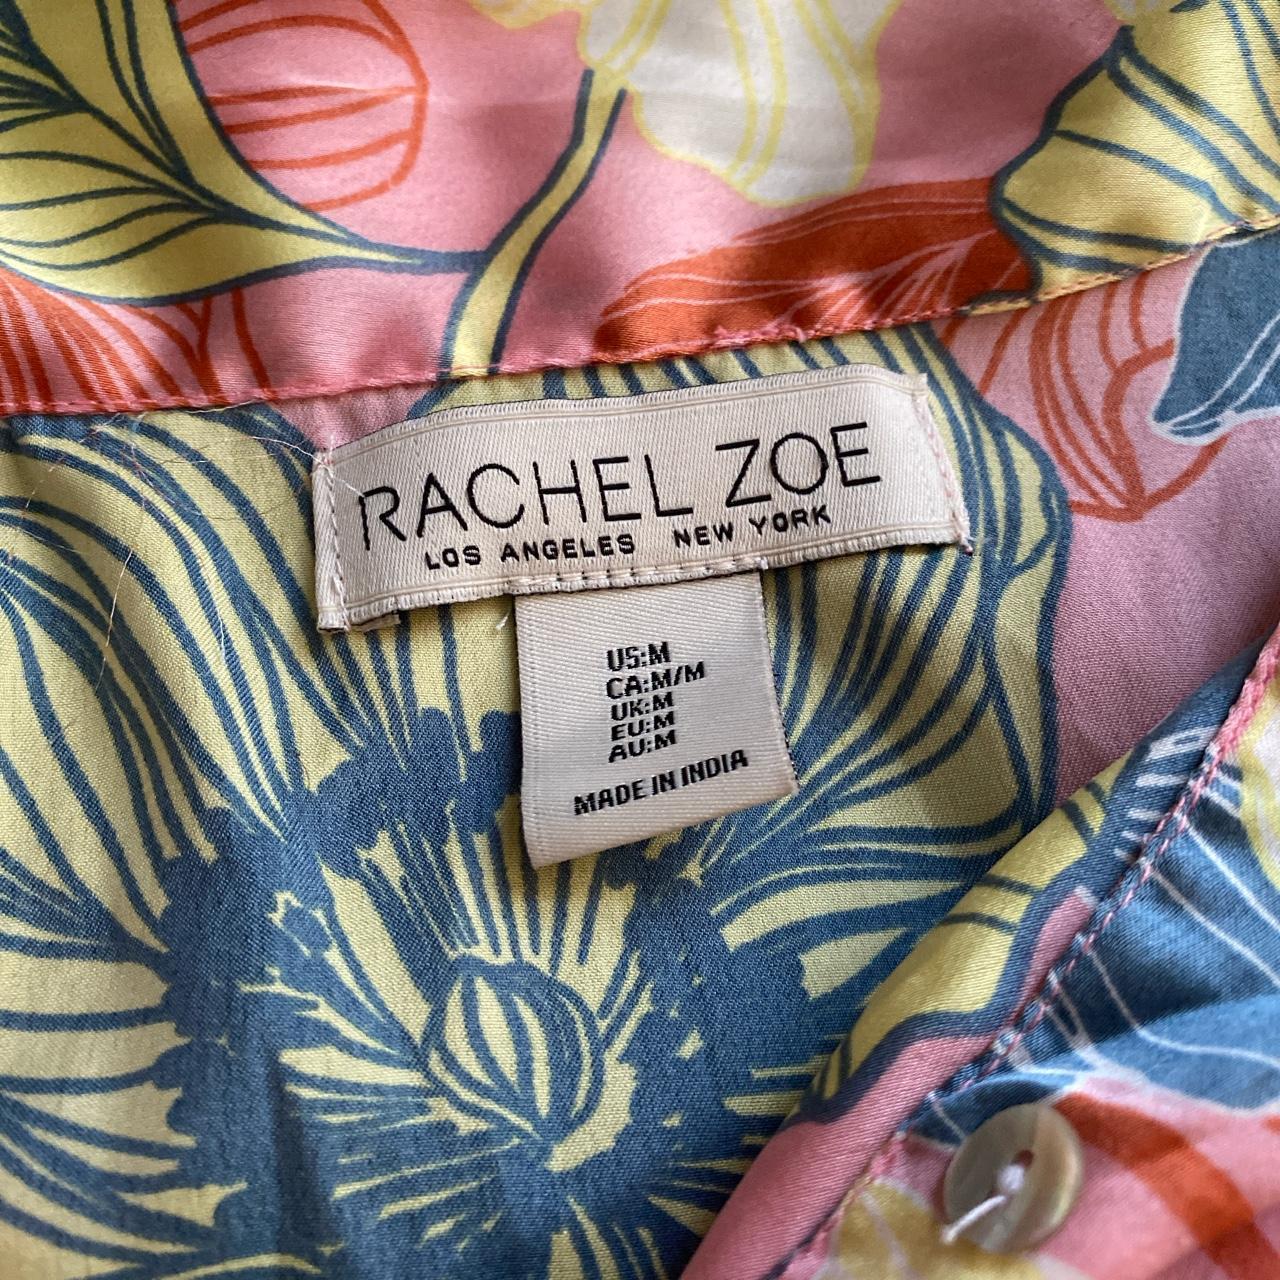 RACHEL ZOE
LOS ANGELES NEW YORK
US:M
CA:M/M
UK:M
EU:M
AU:M
MADE IN INDIA